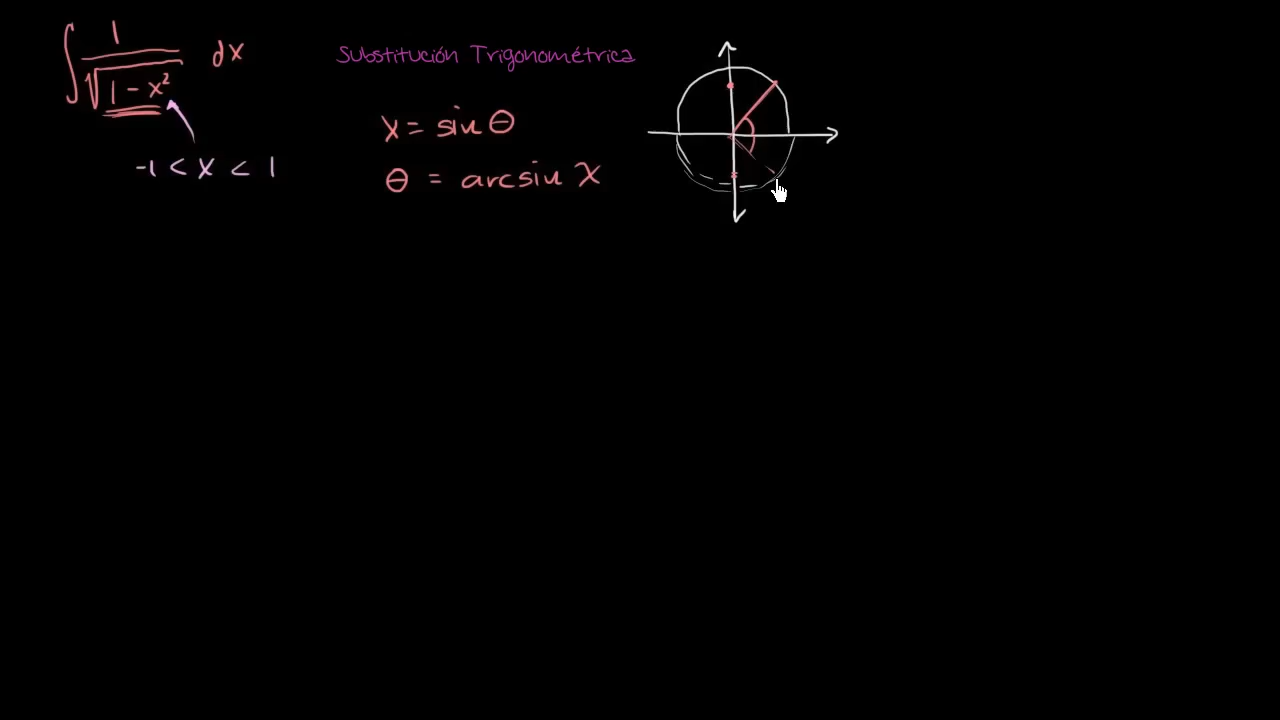 ∫ 1/√(1 - x²) dx
Substitución Trigonométrica
-1 < x < 1
x = sin θ
θ = arcsin x